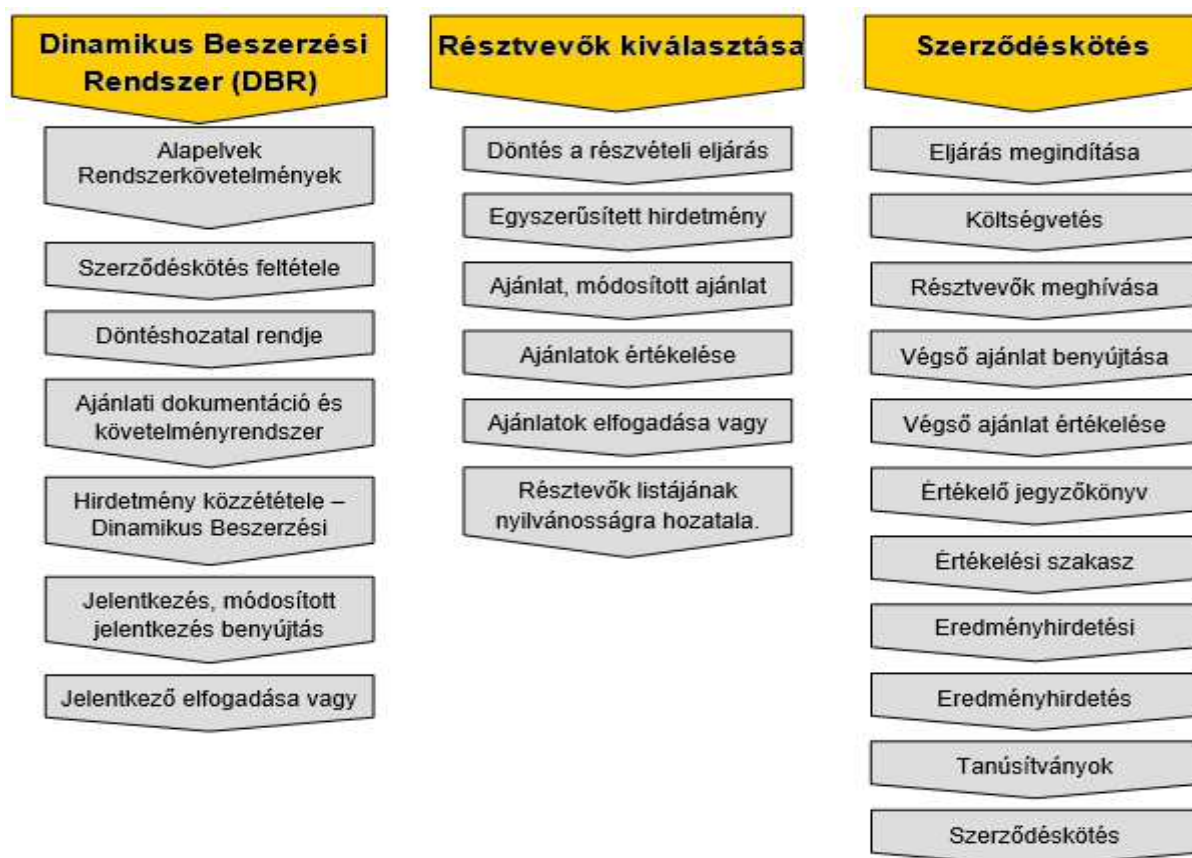 Dinamikus Beszerzési
Rendszer (DBR)
Alapelvek
Rendszerkövetelmények
Szerződéskötés feltétele
Döntéshozatal rendje
Ajánlati dokumentáció és
követelményrendszer
Hirdetmény közzététele –
Dinamikus Beszerzési
Jelentkezés, módosított
jelentkezés benyújtás
Jelentkező elfogadása vagy
Résztvevők kiválasztása
Döntés a részvételi eljárás
Egyszerűsített hirdetmény
Ajánlat, módosított ajánlat
Ajánlatok értékelése
Ajánlatok elfogadása vagy
Résztevők listájának
nyilvánosságra hozatala.
Szerződéskötés
Eljárás megindítása
Költségvetés
Résztvevők meghívása
Végső ajánlat benyújtása
Végső ajánlat értékelése
Értékelő jegyzőkönyv
Értékelési szakasz
Eredményhirdetési
Eredményhirdetés
Tanúsítványok
Szerződéskötés